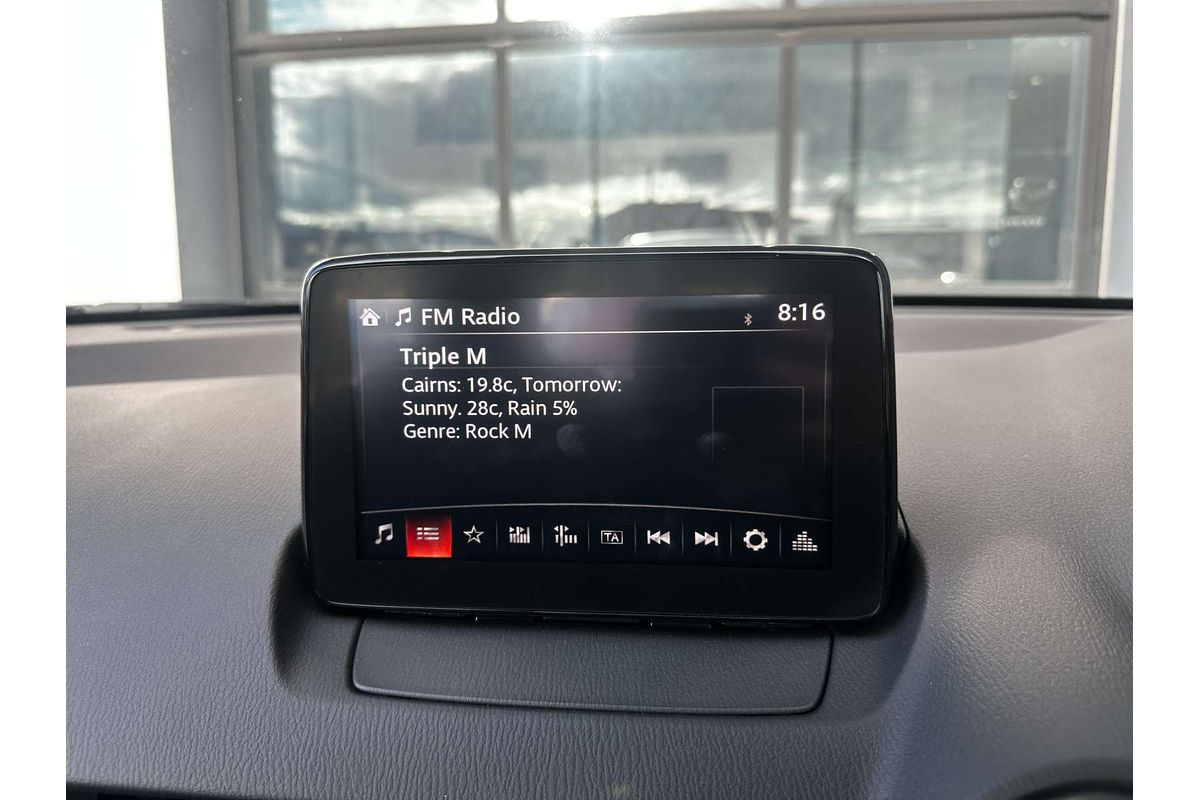 FM Radio
8:16
Triple M
Cairns: 19.8c, Tomorrow:
Sunny. 28c, Rain 5%
Genre: Rock M
TA